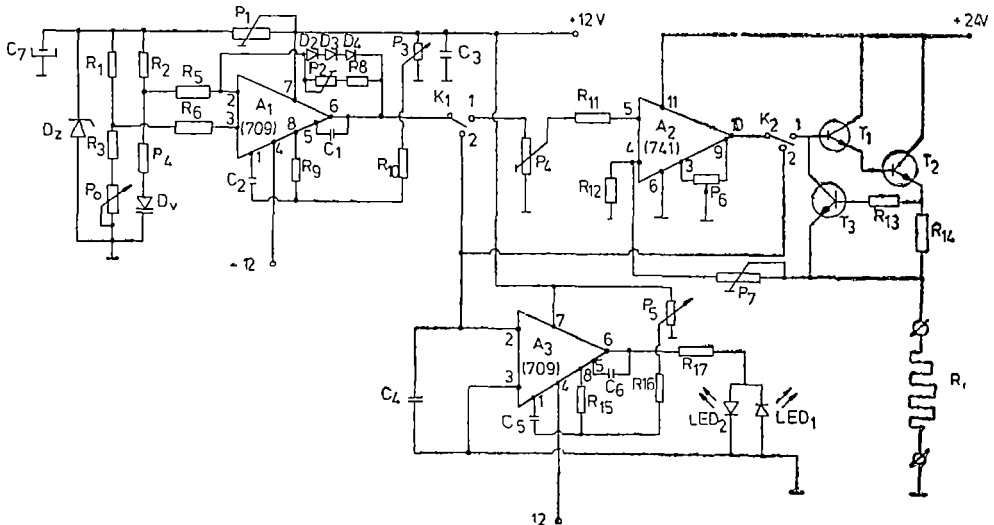 P1
+12V
+24V
C7
R1
R2
D2 D3 D4
P3
C3
P2
P8
R5
7
2
A1
(709)
6
K1
1
2
R11
5
11
A2
(741)
10
K2
1
2
T1
T2
R6
3
8
5
C1
DZ
R3
P4
1
4
R9
R10
P4
4
R12
6
3
9
P6
T3
R13
R14
P0
C2
DV
-12
P7
7
P5
2
A3
(709)
6
R17
3
8
5
C6
R16
Rr
C4
1
4
C5
R15
LED2
LED1
12